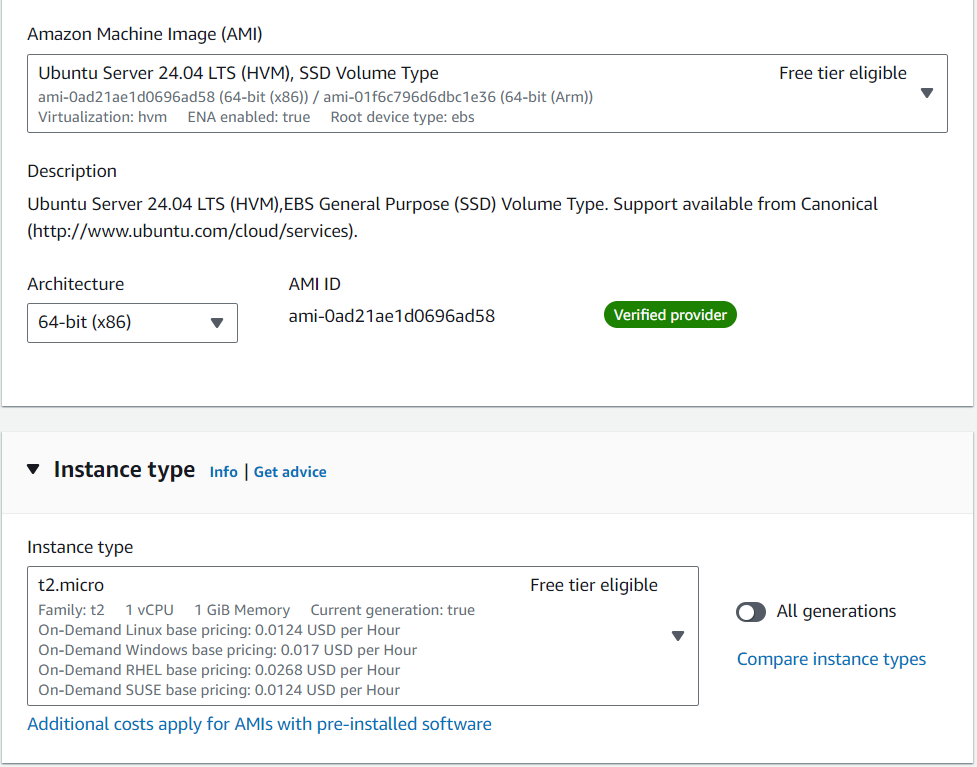 Amazon Machine Image (AMI)
Ubuntu Server 24.04 LTS (HVM), SSD Volume Type
Free tier eligible
ami-0ad21ae1d0696ad58 (64-bit (x86)) / ami-01f6c796d6dbc1e36 (64-bit (Arm))
Virtualization: hvm ENA enabled: true Root device type: ebs
Description
Ubuntu Server 24.04 LTS (HVM),EBS General Purpose (SSD) Volume Type. Support available from Canonical
(http://www.ubuntu.com/cloud/services).
Architecture
AMI ID
64-bit (x86)
ami-0ad21ae1d0696ad58
Verified provider
Instance type Info | Get advice
Instance type
t2.micro
Free tier eligible
Family: t2 1 vCPU 1 GiB Memory Current generation: true
On-Demand Linux base pricing: 0.0124 USD per Hour
On-Demand Windows base pricing: 0.017 USD per Hour
On-Demand RHEL base pricing: 0.0268 USD per Hour
On-Demand SUSE base pricing: 0.0124 USD per Hour
All generations
Compare instance types
Additional costs apply for AMIs with pre-installed software